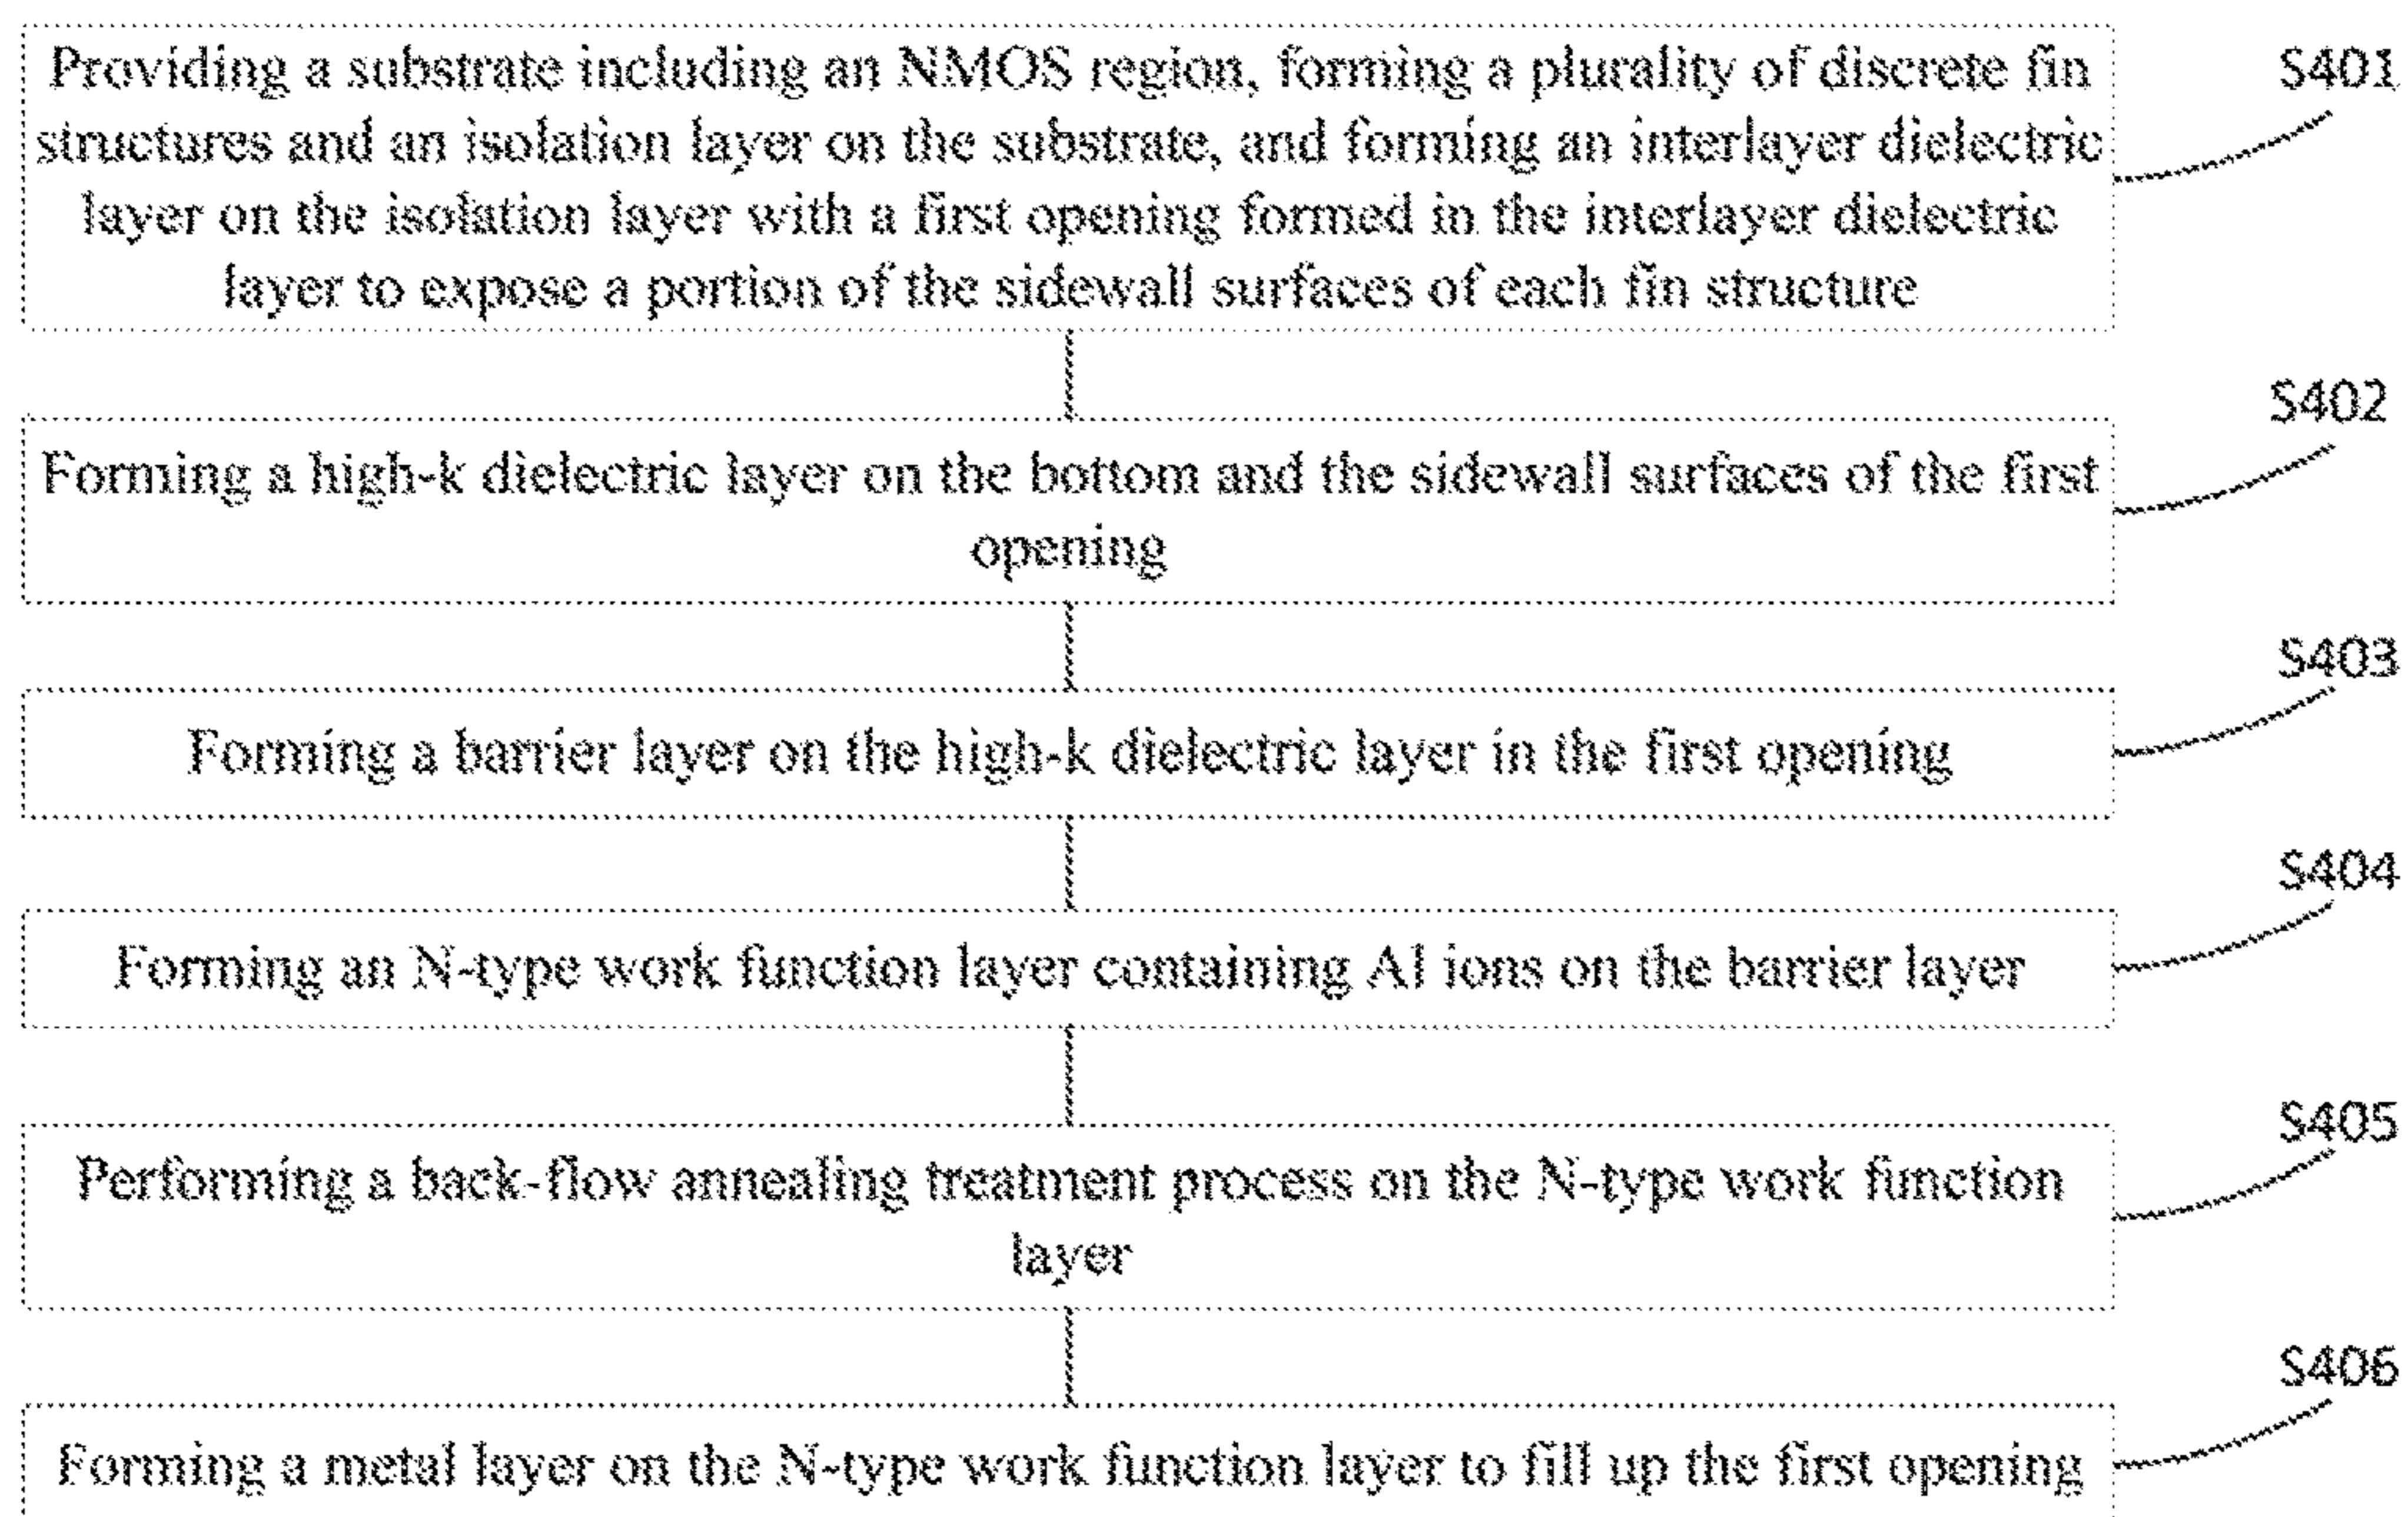 Providing a substrate including an NMOS region, forming a plurality of discrete fin
S401
structures and an isolation layer on the substrate, and forming an interlayer dielectric
layer on the isolation layer with a first opening formed in the interlayer dielectric
layer to expose a portion of the sidewall surfaces of each fin structure
S402
Forming a high-k dielectric layer on the bottom and the sidewall surfaces of the first
opening
S403
Forming a barrier layer on the high-k dielectric layer in the first opening
S404
Forming an N-type work function layer containing Al ions on the barrier layer
S405
Performing a back-flow annealing treatment process on the N-type work function
layer
S406
Forming a metal layer on the N-type work function layer to fill up the first opening